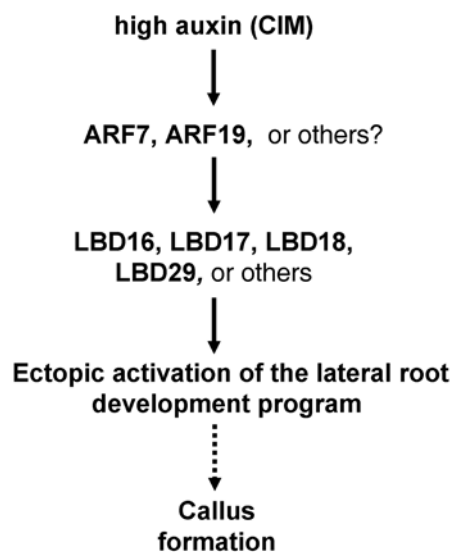 high auxin (CIM)
ARF7, ARF19, or others?
LBD16, LBD17, LBD18,
LBD29, or others
Ectopic activation of the lateral root
development program
Callus
formation